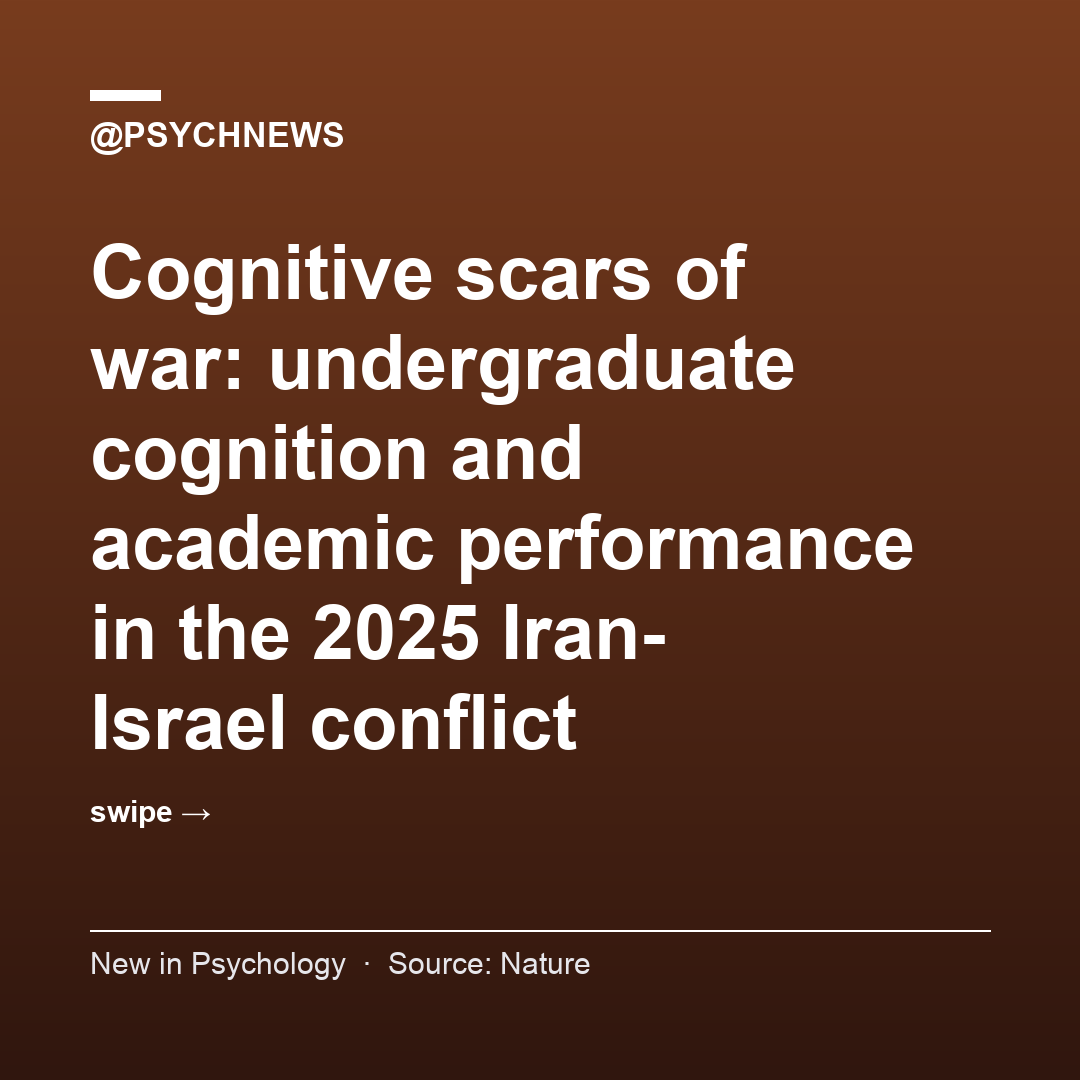 @PSYCHNEWS
Cognitive scars of
war: undergraduate
cognition and
academic performance
in the 2025 Iran-
Israel conflict
swipe →
New in Psychology · Source: Nature